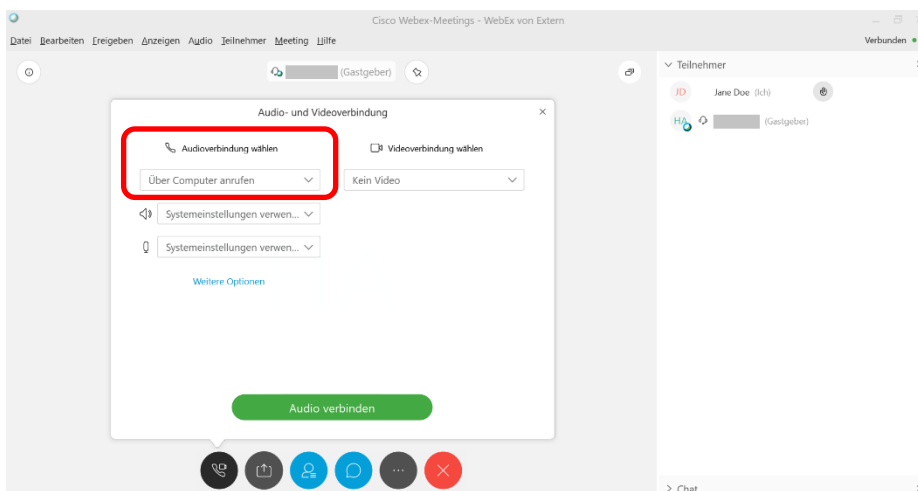 Cisco Webex-Meetings - WebEx von Extern
Datei Bearbeiten Freigeben Anzeigen Audio Teilnehmer Meeting Hilfe
Verbunden
(Gastgeber)
Teilnehmer
JD Jane Doe (Ich)
HA (Gastgeber)
Audio- und Videoverbindung
Audioverbindung wählen
Videoverbindung wählen
Über Computer anrufen
Kein Video
Systemeinstellungen verwen...
Systemeinstellungen verwen...
Weitere Optionen
Audio verbinden
Chat